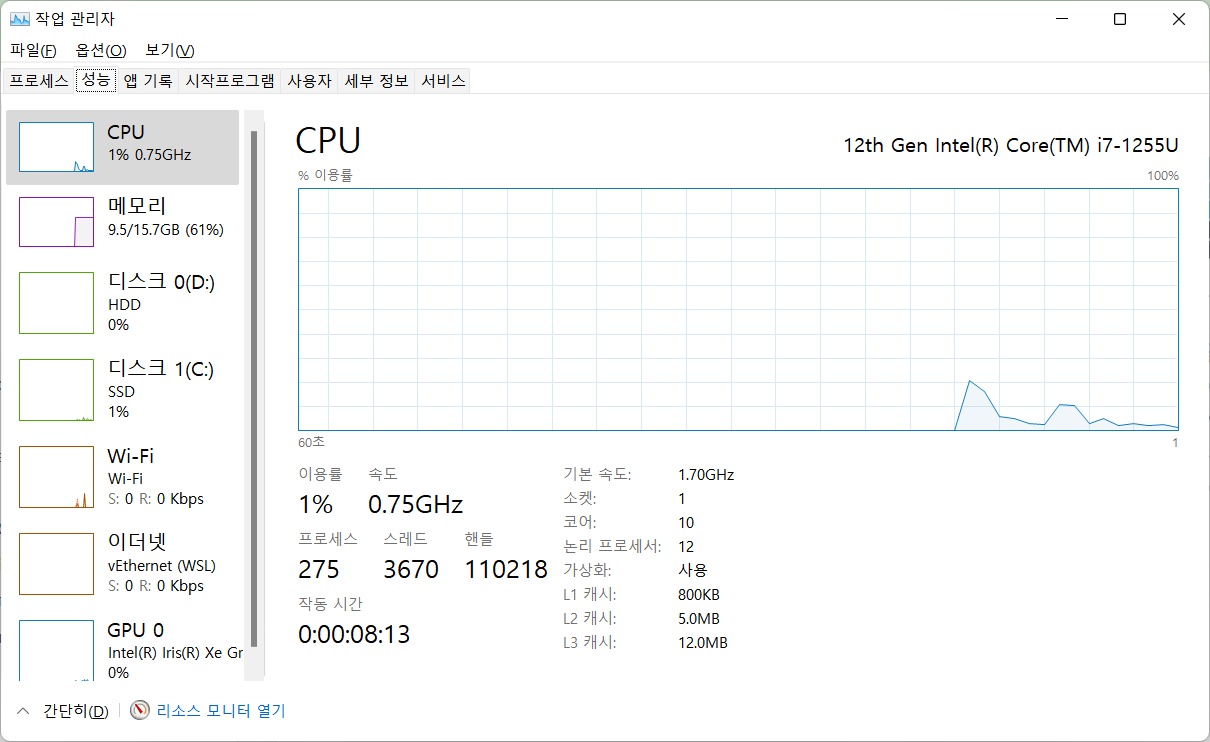 작업 관리자
파일(F) 옵션(O) 보기(V)
프로세스 성능 앱 기록 시작프로그램 사용자 세부 정보 서비스
CPU
1% 0.75GHz
메모리
9.5/15.7GB (61%)
디스크 0(D:)
HDD
0%
디스크 1(C:)
SSD
1%
Wi-Fi
Wi-Fi
S: 0 R: 0 Kbps
이더넷
vEthernet (WSL)
S: 0 R: 0 Kbps
GPU 0
Intel(R) Iris(R) Xe Gr
0%
CPU 12th Gen Intel(R) Core(TM) i7-1255U
% 이용률 100%
60초 1
이용률 속도
1% 0.75GHz
프로세스 스레드 핸들
275 3670 110218
작동 시간
0:00:08:13
기본 속도: 1.70GHz
소켓: 1
코어: 10
논리 프로세서: 12
가상화: 사용
L1 캐시: 800KB
L2 캐시: 5.0MB
L3 캐시: 12.0MB
간단히(D) 리소스 모니터 열기